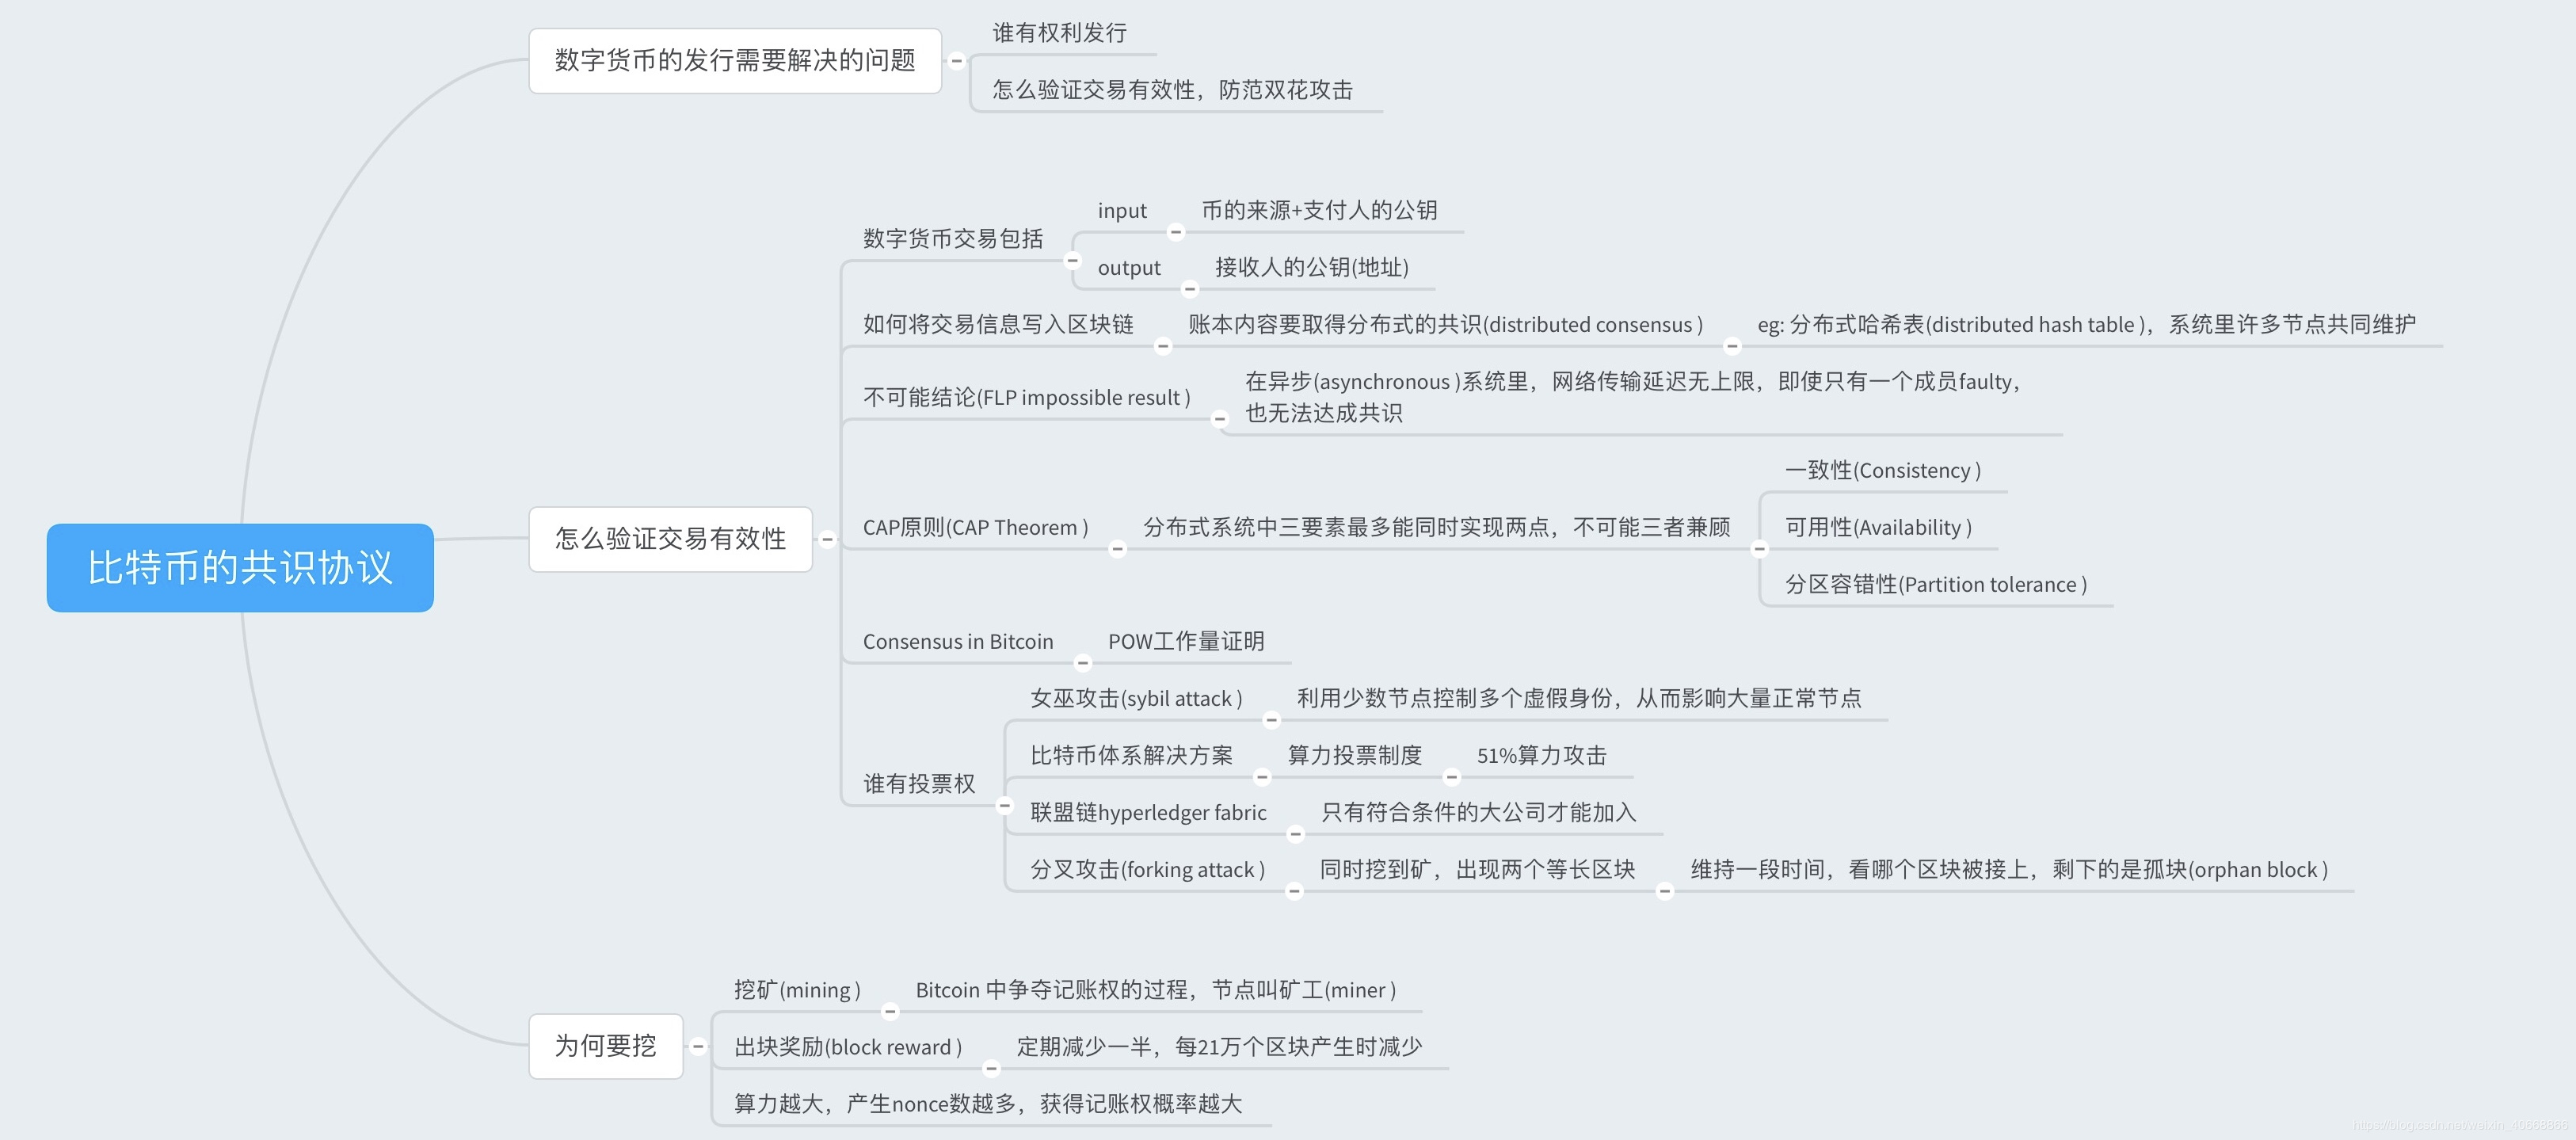 数字货币的发行需要解决的问题
谁有权利发行
怎么验证交易有效性，防范双花攻击
比特币的共识协议
怎么验证交易有效性
数字货币交易包括
input
币的来源+支付人的公钥
output
接收人的公钥(地址)
如何将交易信息写入区块链
账本内容要取得分布式的共识(distributed consensus )
eg: 分布式哈希表(distributed hash table )，系统里许多节点共同维护
不可能结论(FLP impossible result )
在异步(asynchronous )系统里，网络传输延迟无上限，即使只有一个成员faulty，
也无法达成共识
CAP原则(CAP Theorem )
分布式系统中三要素最多能同时实现两点，不可能三者兼顾
一致性(Consistency )
可用性(Availability )
分区容错性(Partition tolerance )
Consensus in Bitcoin
POW工作量证明
谁有投票权
女巫攻击(sybil attack )
利用少数节点控制多个虚假身份，从而影响大量正常节点
比特币体系解决方案
算力投票制度
51%算力攻击
联盟链hyperledger fabric
只有符合条件的大公司才能加入
分叉攻击(forking attack )
同时挖到矿，出现两个等长区块
维持一段时间，看哪个区块被接上，剩下的是孤块(orphan block )
为何要挖
挖矿(mining )
Bitcoin 中争夺记账权的过程，节点叫矿工(miner )
出块奖励(block reward )
定期减少一半，每21万个区块产生时减少
算力越大，产生nonce数越多，获得记账权概率越大